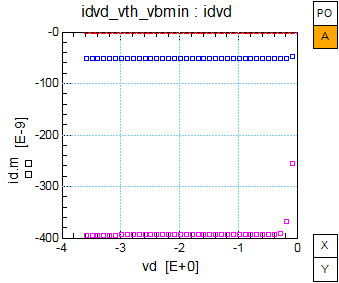 idvd_vth_vbmin : idvd
PO
A
-0
-100
-200
-300
-400
id.m [E-9]
-4 -3 -2 -1 0
vd [E+0]
X
Y